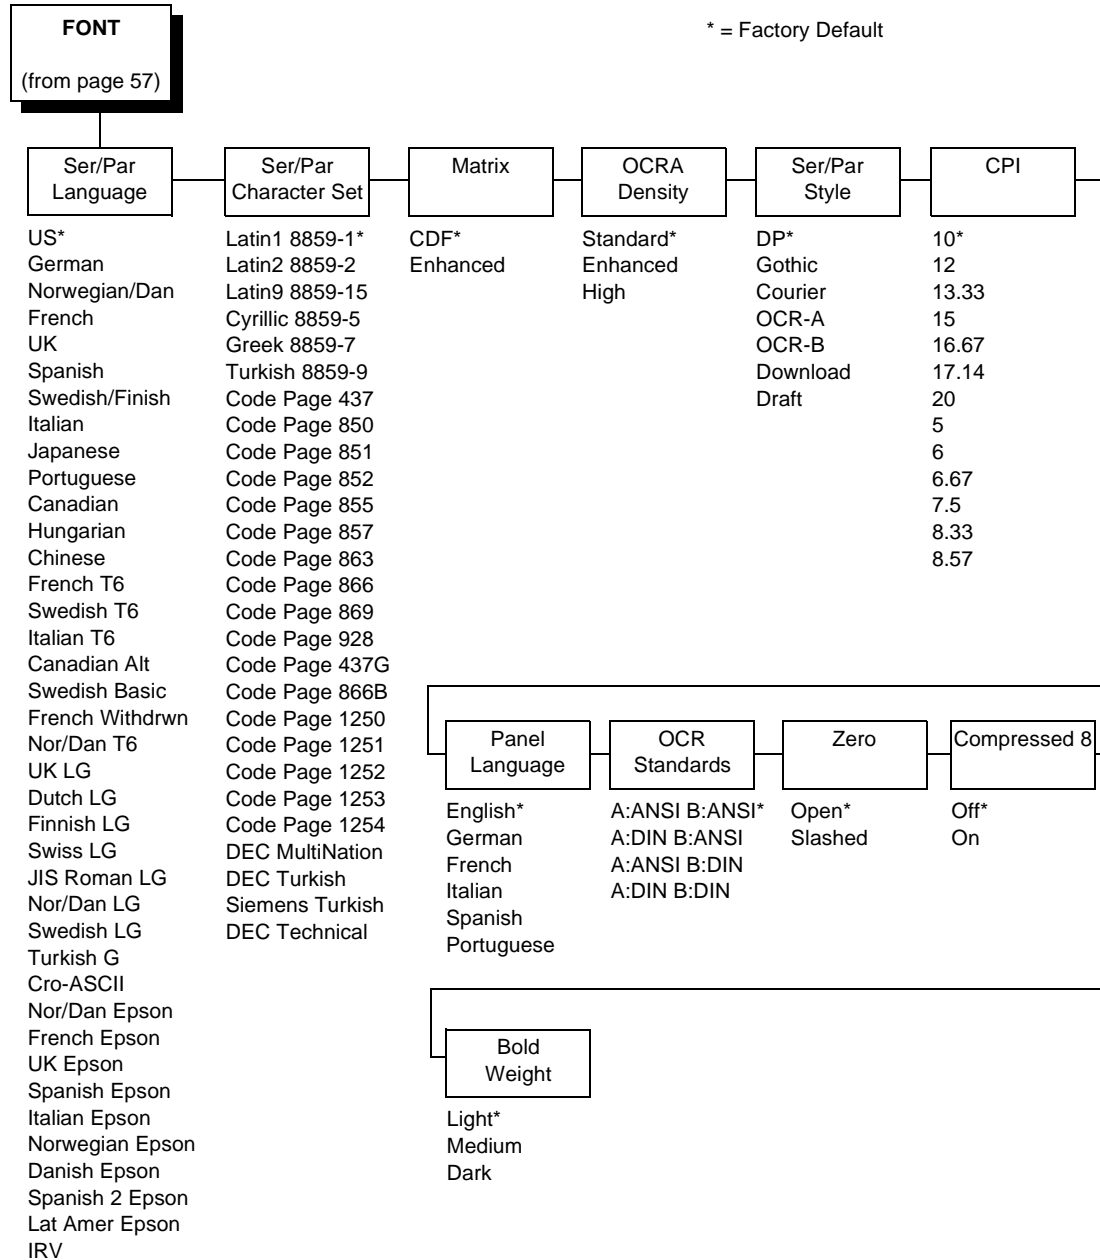 FONT
(from page 57)
* = Factory Default
Ser/Par
Language
US*
German
Norwegian/Dan
French
UK
Spanish
Swedish/Finish
Italian
Japanese
Portuguese
Canadian
Hungarian
Chinese
French T6
Swedish T6
Italian T6
Canadian Alt
Swedish Basic
French Withdrwn
Nor/Dan T6
UK LG
Dutch LG
Finnish LG
Swiss LG
JIS Roman LG
Nor/Dan LG
Swedish LG
Turkish G
Cro-ASCII
Nor/Dan Epson
French Epson
UK Epson
Spanish Epson
Italian Epson
Norwegian Epson
Danish Epson
Spanish 2 Epson
Lat Amer Epson
IRV
Ser/Par
Character Set
Latin1 8859-1*
Latin2 8859-2
Latin9 8859-15
Cyrillic 8859-5
Greek 8859-7
Turkish 8859-9
Code Page 437
Code Page 850
Code Page 851
Code Page 852
Code Page 855
Code Page 857
Code Page 863
Code Page 866
Code Page 869
Code Page 928
Code Page 437G
Code Page 866B
Code Page 1250
Code Page 1251
Code Page 1252
Code Page 1253
Code Page 1254
DEC MultiNation
DEC Turkish
Siemens Turkish
DEC Technical
Matrix
CDF*
Enhanced
OCRA
Density
Standard*
Enhanced
High
Ser/Par
Style
DP*
Gothic
Courier
OCR-A
OCR-B
Download
Draft
CPI
10*
12
13.33
15
16.67
17.14
20
5
6
6.67
7.5
8.33
8.57
Panel
Language
English*
German
French
Italian
Spanish
Portuguese
OCR
Standards
A:ANSI B:ANSI*
A:DIN B:ANSI
A:ANSI B:DIN
A:DIN B:DIN
Zero
Open*
Slashed
Compressed 8
Off*
On
Bold
Weight
Light*
Medium
Dark